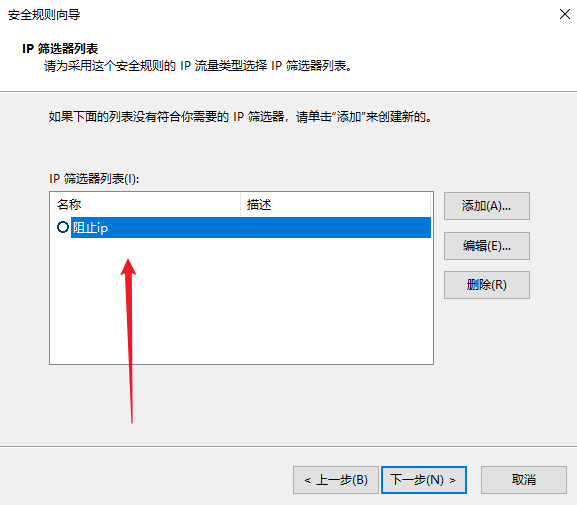 安全规则向导
IP 筛选器列表
请为采用这个安全规则的 IP 流量类型选择 IP 筛选器列表。
如果下面的列表没有符合你需要的 IP 筛选器，请单击“添加”来创建新的。
IP 筛选器列表(I):
名称 描述
阻止ip
添加(A)...
编辑(E)...
删除(R)
< 上一步(B) 下一步(N) > 取消